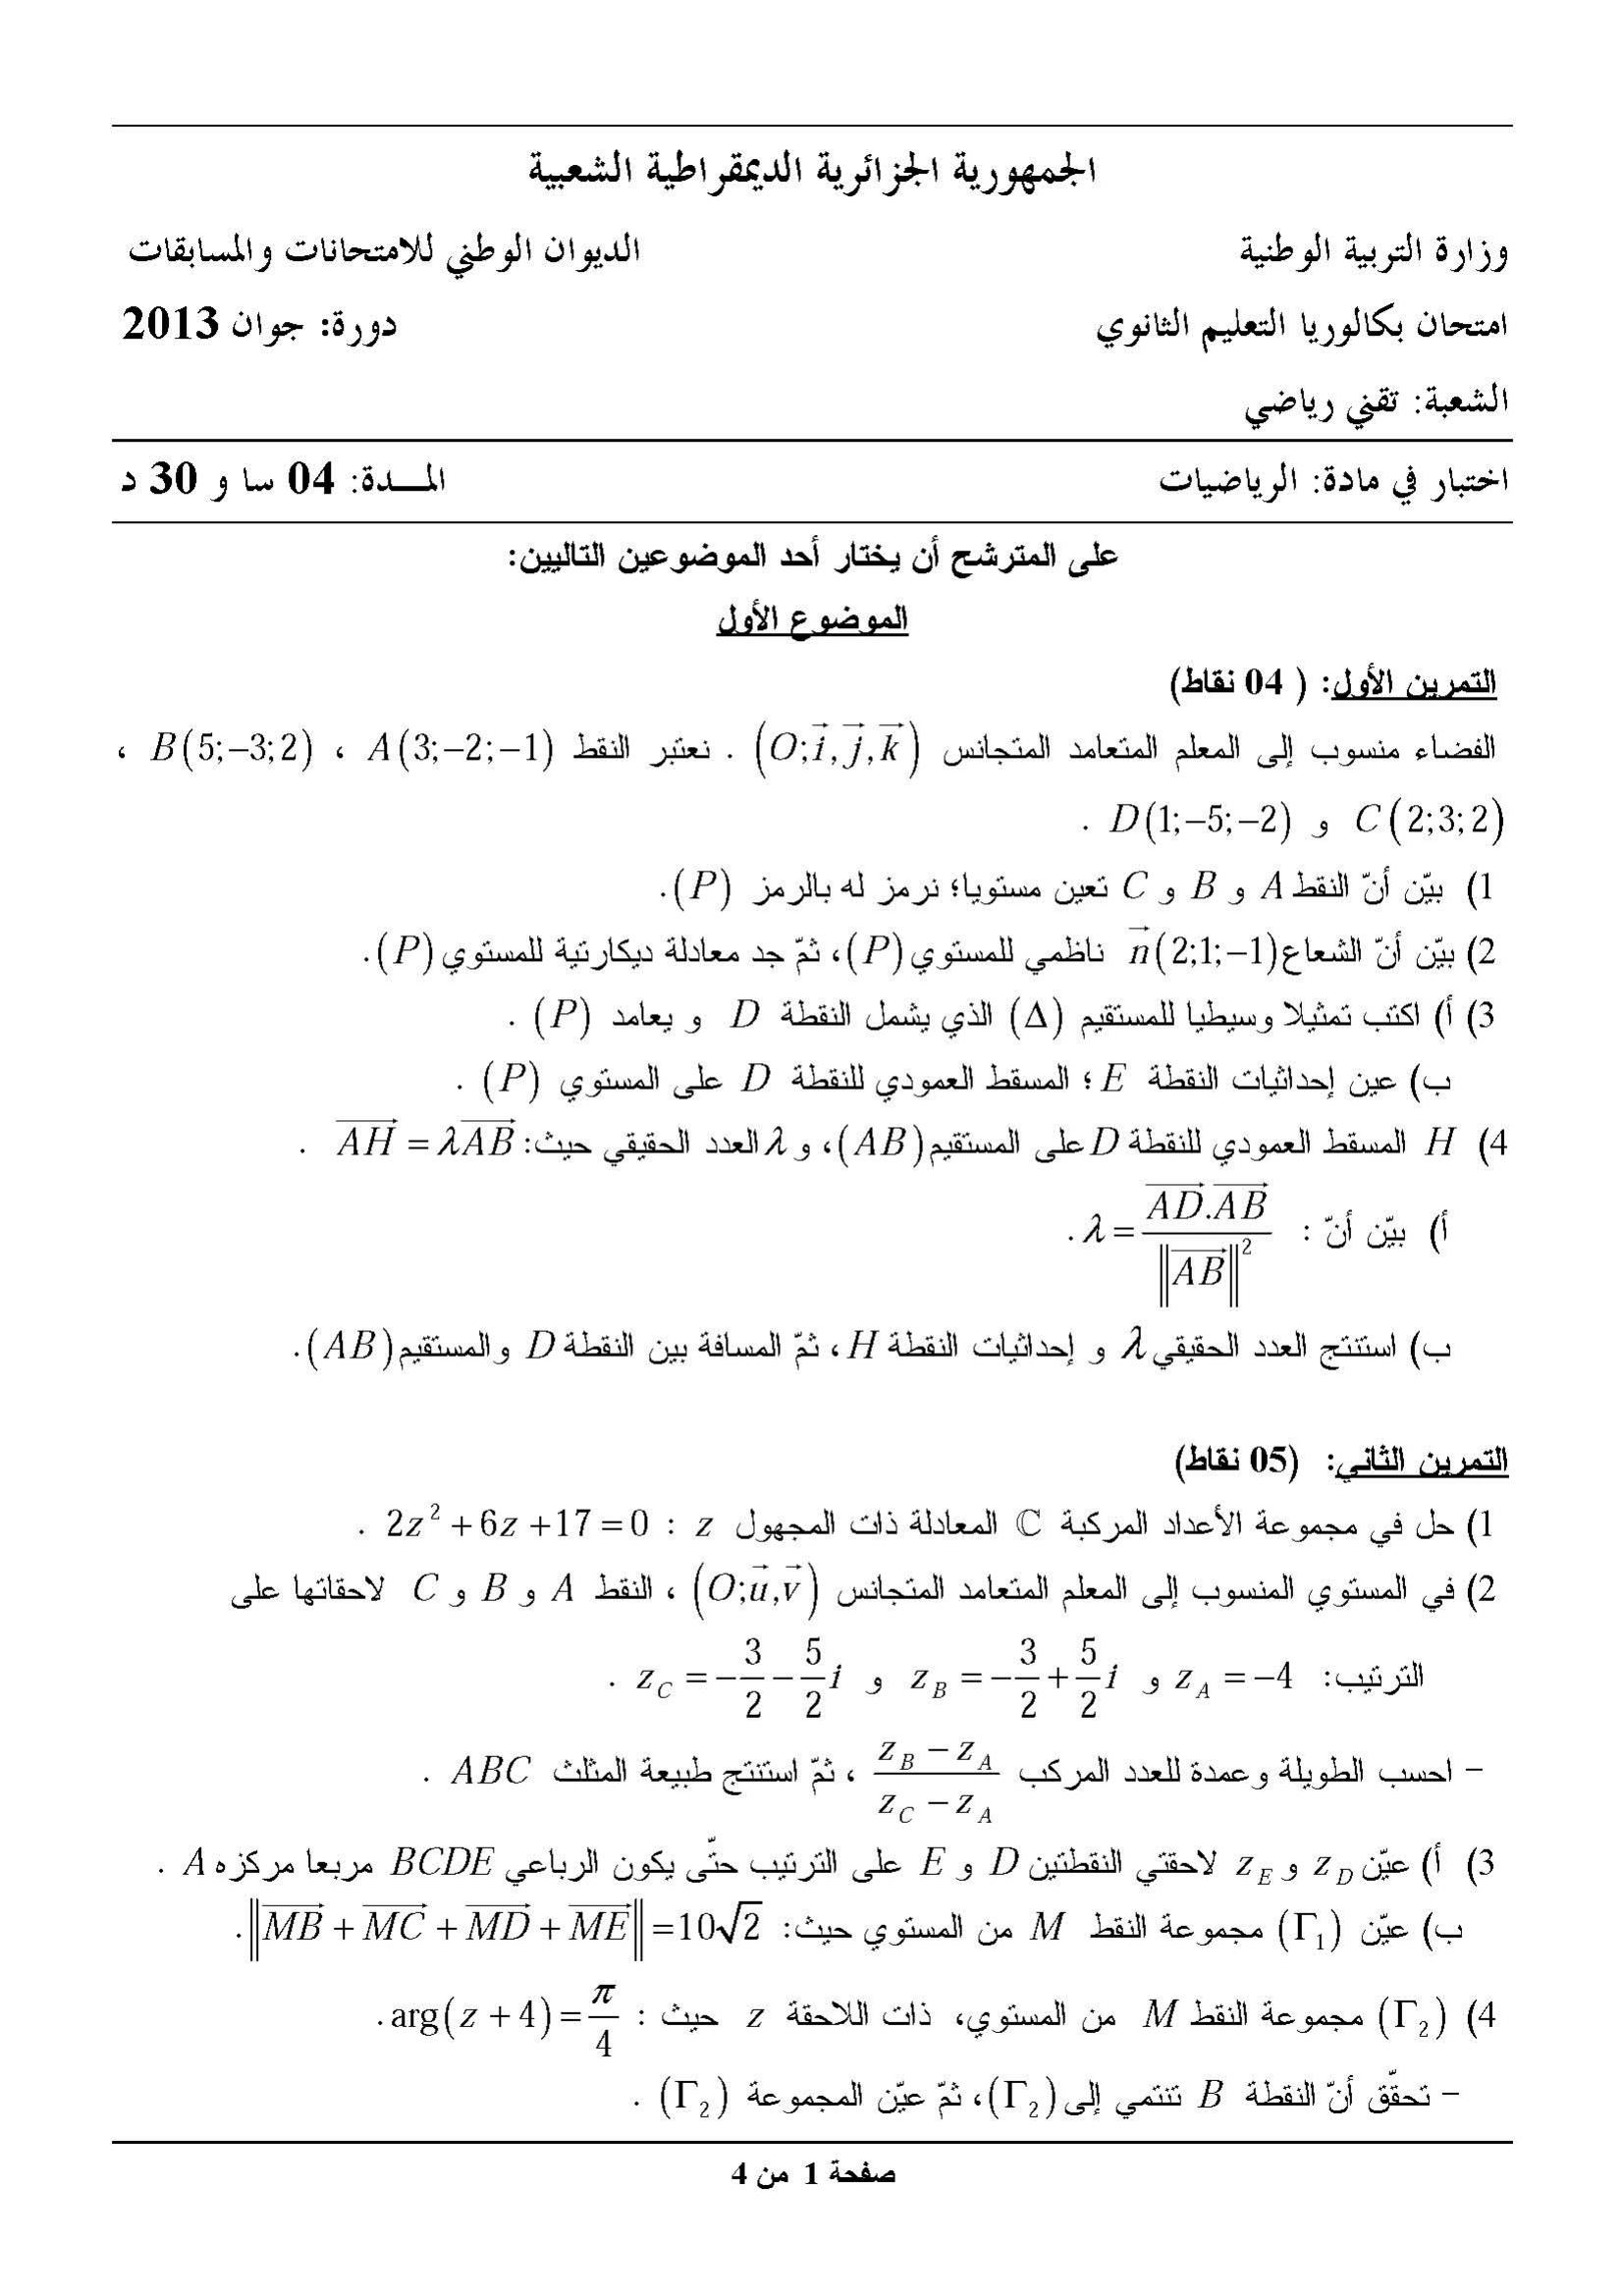 الجمهورية الجزائرية الديمقراطية الشعبية
وزارة التربية الوطنية الديوان الوطني للامتحانات والمسابقات
امتحان بكالوريا التعليم الثانوي دورة: جوان 2013
الشعبة: تقني رياضي
اختبار في مادة: الرياضيات المـــدة: 04 سا و 30 د
على المترشح أن يختار أحد الموضوعين التاليين:
الموضوع الأول
التمرين الأول: ( 04 نقاط)
الفضاء منسوب إلى المعلم المتعامد المتجانس $\left(O;\vec{i},\vec{j},\vec{k}\right)$ . نعتبر النقط $A(3;-2;-1)$ ، $B(5;-3;2)$ ،
$C(2;3;2)$ و $D(1;-5;-2)$ .
1) بيّن أنّ النقط $A$ و $B$ و $C$ تعين مستويا؛ نرمز له بالرمز $(P)$.
2) بيّن أنّ الشعاع $\vec{n}(2;1;-1)$ ناظمي للمستوي $(P)$، ثمّ جد معادلة ديكارتية للمستوي $(P)$.
3) أ) اكتب تمثيلا وسيطيا للمستقيم $(\Delta)$ الذي يشمل النقطة $D$ و يعامد $(P)$ .
ب) عين إحداثيات النقطة $E$ ؛ المسقط العمودي للنقطة $D$ على المستوي $(P)$ .
4) $H$ المسقط العمودي للنقطة $D$ على المستقيم $(AB)$، و $\lambda$ العدد الحقيقي حيث: $\overrightarrow{AH}=\lambda\overrightarrow{AB}$ .
أ) بيّن أنّ : $\lambda=\frac{\overrightarrow{AD}.\overrightarrow{AB}}{\left\|\overrightarrow{AB}\right\|^2}$ .
ب) استنتج العدد الحقيقي $\lambda$ و إحداثيات النقطة $H$، ثمّ المسافة بين النقطة $D$ والمستقيم $(AB)$.
التمرين الثاني: (05 نقاط)
1) حل في مجموعة الأعداد المركبة $\mathbb{C}$ المعادلة ذات المجهول $z$ : $2z^2+6z+17=0$ .
2) في المستوي المنسوب إلى المعلم المتعامد المتجانس $\left(O;\vec{u},\vec{v}\right)$ ، النقط $A$ و $B$ و $C$ لاحقاتها على
الترتيب: $z_A=-4$ و $z_B=-\frac{3}{2}+\frac{5}{2}i$ و $z_C=-\frac{3}{2}-\frac{5}{2}i$ .
– احسب الطويلة وعمدة للعدد المركب $\frac{z_B-z_A}{z_C-z_A}$ ، ثمّ استنتج طبيعة المثلث $ABC$ .
3) أ) عيّن $z_D$ و $z_E$ لاحقتي النقطتين $D$ و $E$ على الترتيب حتّى يكون الرباعي $BCDE$ مربعا مركزه $A$ .
ب) عيّن $(\Gamma_1)$ مجموعة النقط $M$ من المستوي حيث: $\left\|\overrightarrow{MB}+\overrightarrow{MC}+\overrightarrow{MD}+\overrightarrow{ME}\right\|=10\sqrt{2}$ .
4) $(\Gamma_2)$ مجموعة النقط $M$ من المستوي، ذات اللاحقة $z$ حيث : $\arg(z+4)=\frac{\pi}{4}$ .
– تحقّق أنّ النقطة $B$ تنتمي إلى $(\Gamma_2)$، ثمّ عيّن المجموعة $(\Gamma_2)$ .
صفحة 1 من 4